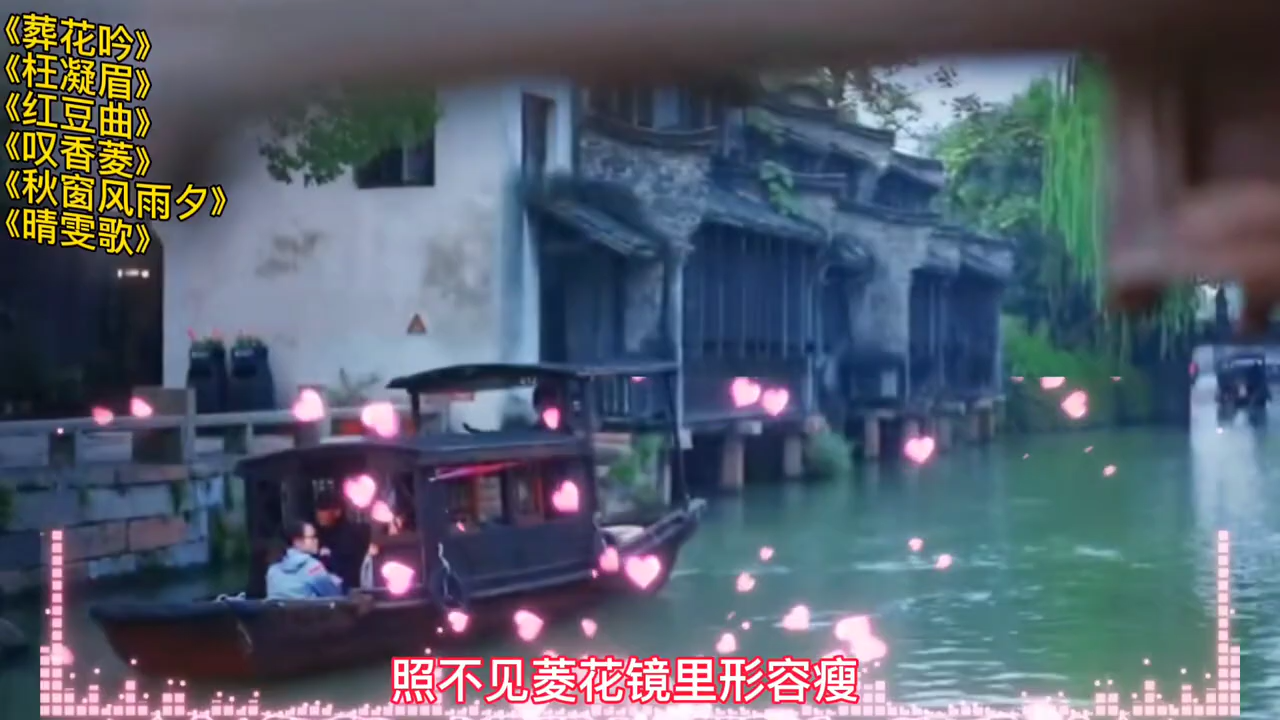 《葬花吟》
《枉凝眉》
《红豆曲》
《叹香菱》
《秋窗风雨夕》
《晴雯歌》
照不见菱花镜里形容瘦